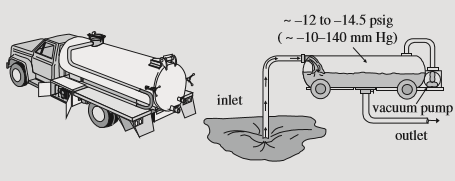 ~ –12 to –14.5 psig
(~ –10–140 mm Hg)
inlet
vacuum pump
outlet